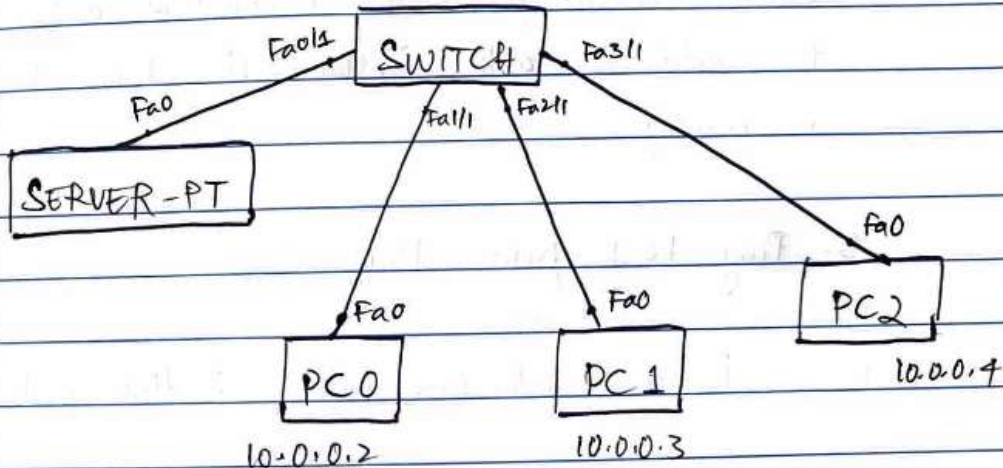 SWITCH
Fa0/1
Fa3/1
Fa0
Fa1/1
Fa2/1
SERVER-PT
Fa0
Fa0
Fa0
PC0
PC1
PC2
10.0.0.2
10.0.0.3
10.0.0.4